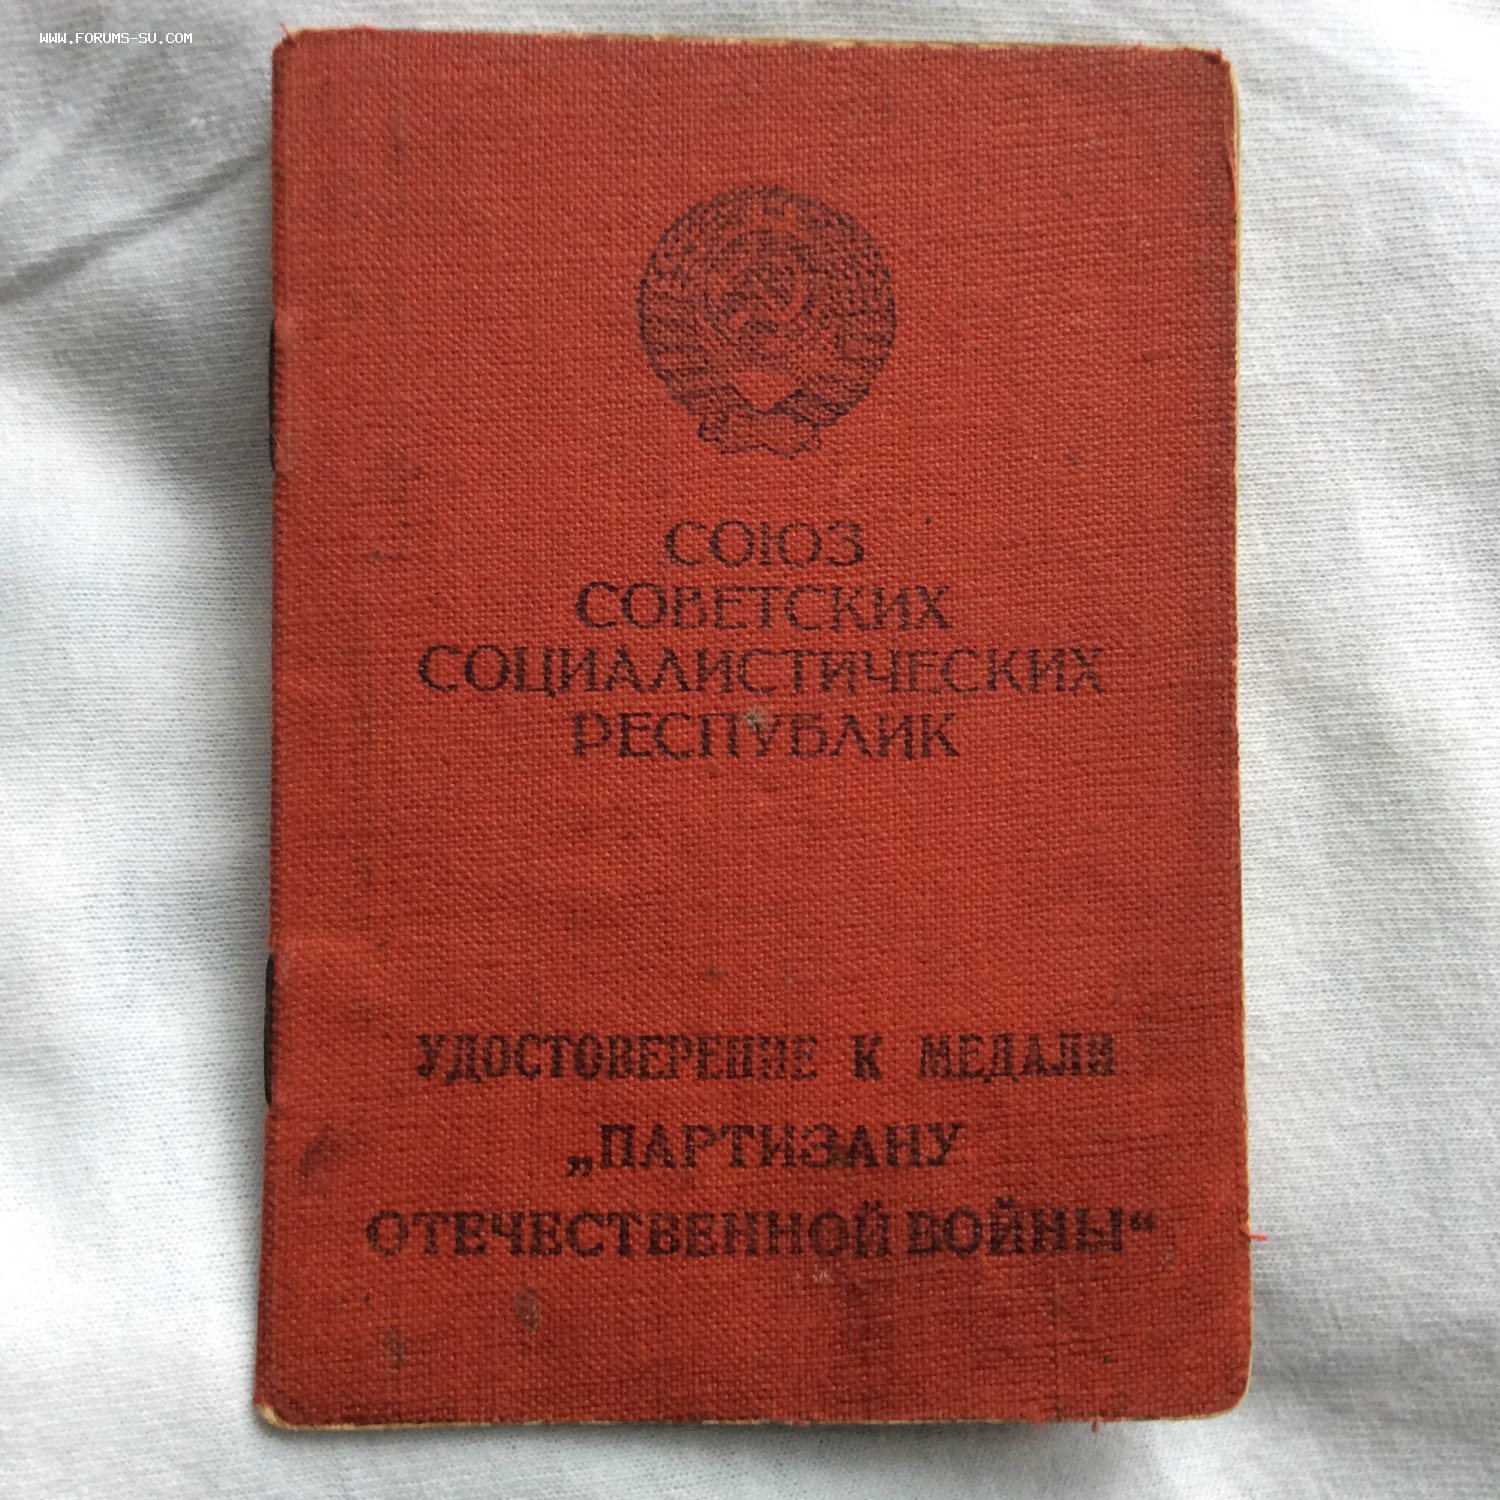 WWW.FORUMS-SU.COM
СОЮЗ
СОВЕТСКИХ
СОЦИАЛИСТИЧЕСКИХ
РЕСПУБЛИК
УДОСТОВЕРЕНИЕ К МЕДАЛИ
„ПАРТИЗАНУ
ОТЕЧЕСТВЕННОЙ ВОЙНЫ“